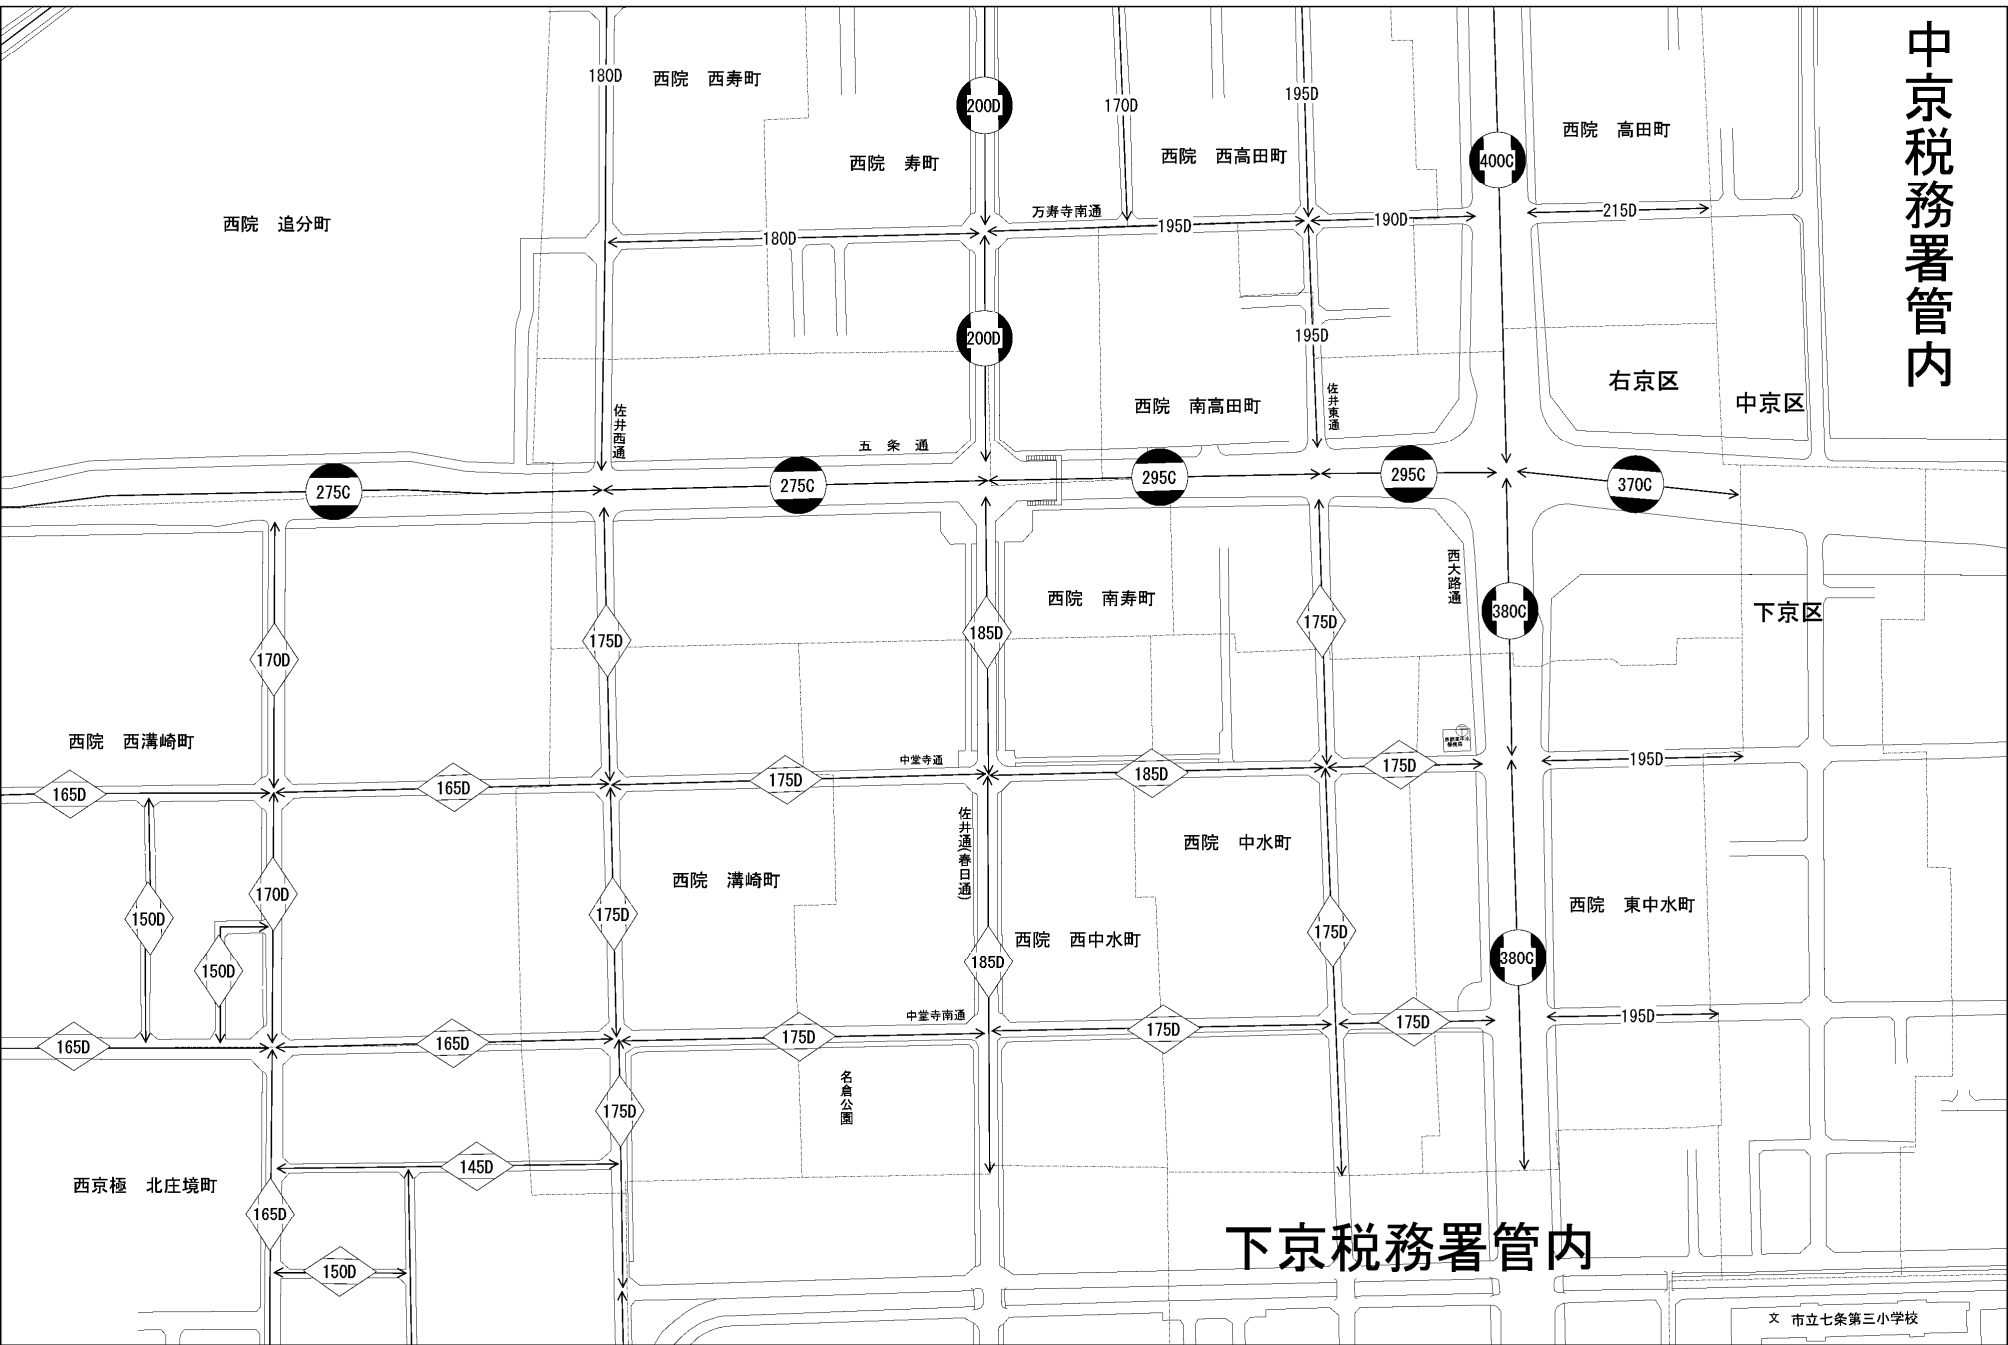 中京税務署管内
180D
西院 西寿町
200D
170D
195D
西院 高田町
西院 寿町
西院 西高田町
400C
西院 追分町
万寿寺南通
180D
195D
190D
215D
200D
195D
右京区
中京区
佐井西通
西院 南高田町
佐井東通
五条通
275C
275C
295C
295C
370C
西院 南寿町
西大路通
380C
下京区
170D
175D
185D
175D
西院 西溝崎町
165D
165D
中堂寺通
175D
185D
175D
195D
佐井通(春日通)
西院 中水町
西院 溝崎町
150D
170D
150D
175D
西院 西中水町
185D
175D
西院 東中水町
380C
165D
165D
中堂寺南通
175D
175D
175D
195D
名倉公園
175D
145D
西京極 北庄境町
165D
150D
下京税務署管内
文 市立七条第三小学校